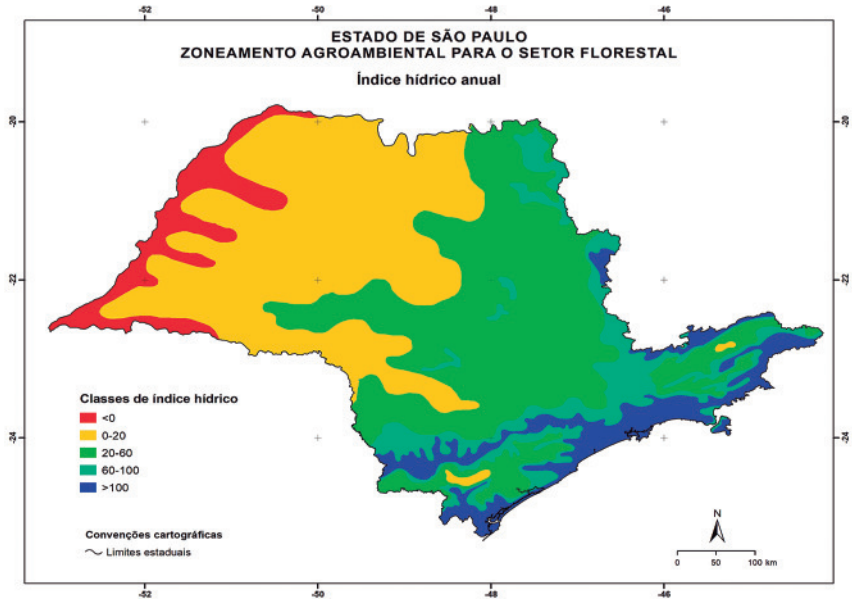 -52 -50 -48 -46
ESTADO DE SÃO PAULO
ZONEAMENTO AGROAMBIENTAL PARA O SETOR FLORESTAL
Índice hídrico anual
-20 -20
-22 -22
Classes de índice hídrico
<0
0-20
20-60
60-100
>100
-24 -24
Convenções cartográficas
Limites estaduais
N
0 50 100 km
-52 -50 -48 -46